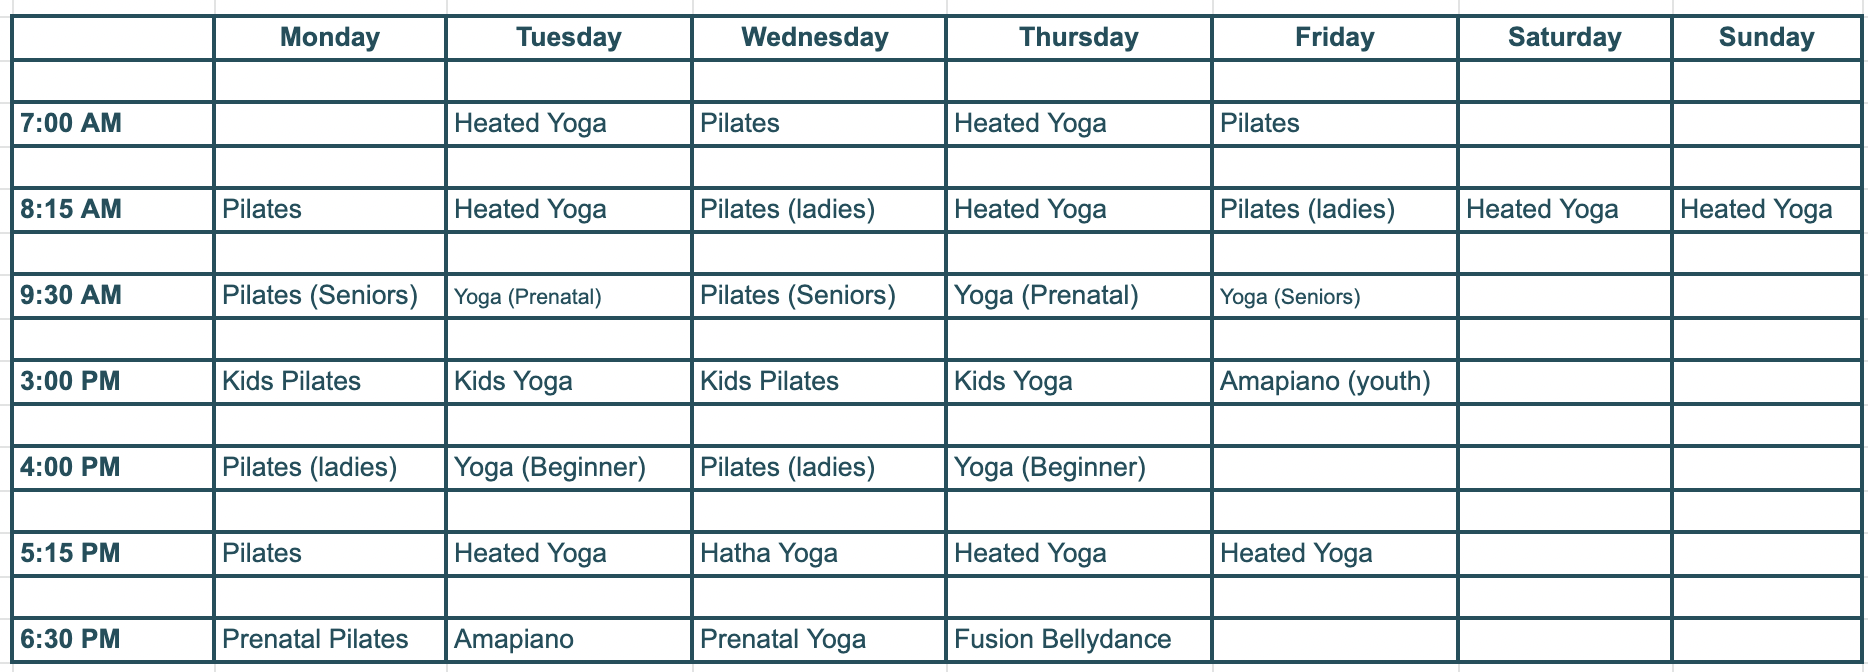 Monday Tuesday Wednesday Thursday Friday Saturday Sunday
7:00 AM Heated Yoga Pilates Heated Yoga Pilates
8:15 AM Pilates Heated Yoga Pilates (ladies) Heated Yoga Pilates (ladies) Heated Yoga Heated Yoga
9:30 AM Pilates (Seniors) Yoga (Prenatal) Pilates (Seniors) Yoga (Prenatal) Yoga (Seniors)
3:00 PM Kids Pilates Kids Yoga Kids Pilates Kids Yoga Amapiano (youth)
4:00 PM Pilates (ladies) Yoga (Beginner) Pilates (ladies) Yoga (Beginner)
5:15 PM Pilates Heated Yoga Hatha Yoga Heated Yoga Heated Yoga
6:30 PM Prenatal Pilates Amapiano Prenatal Yoga Fusion Bellydance